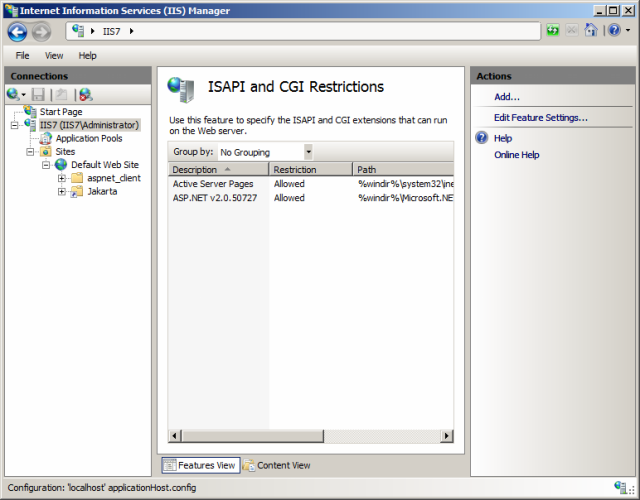 Internet Information Services (IIS) Manager
IIS7
File View Help
Connections
Start Page
IIS7 (IIS7\Administrator)
Application Pools
Sites
Default Web Site
aspnet_client
Jakarta
ISAPI and CGI Restrictions
Use this feature to specify the ISAPI and CGI extensions that can run
on the Web server.
Group by: No Grouping
Description Restriction Path
Active Server Pages Allowed %windir%\system32\ine
ASP.NET v2.0.50727 Allowed %windir%\Microsoft.NE
Features View Content View
Actions
Add...
Edit Feature Settings...
Help
Online Help
Configuration: 'localhost' applicationHost.config